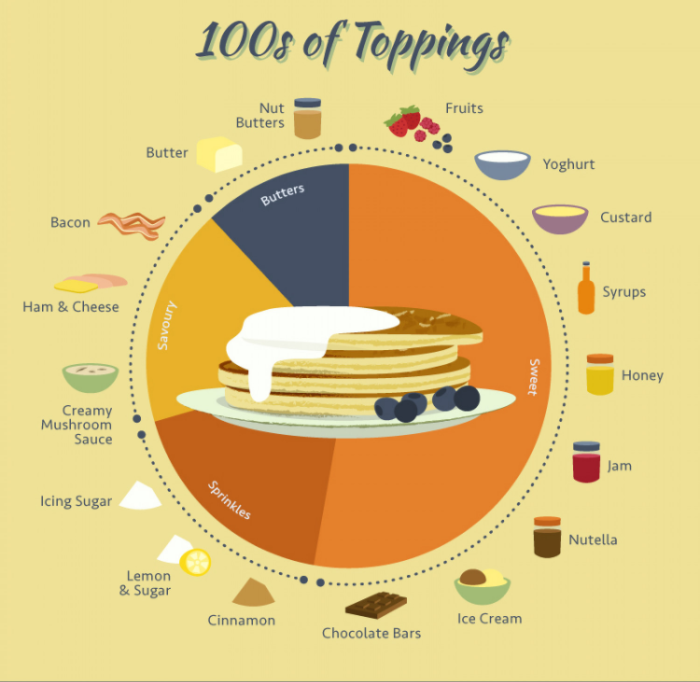 100s of Toppings
Nut
Butters
Fruits
Butter
Yoghurt
Butters
Bacon
Custard
Ham & Cheese
Syrups
Savoury
Sweet
Honey
Creamy
Mushroom
Sauce
Jam
Icing Sugar
Sprinkles
Nutella
Lemon
& Sugar
Cinnamon
Chocolate Bars
Ice Cream